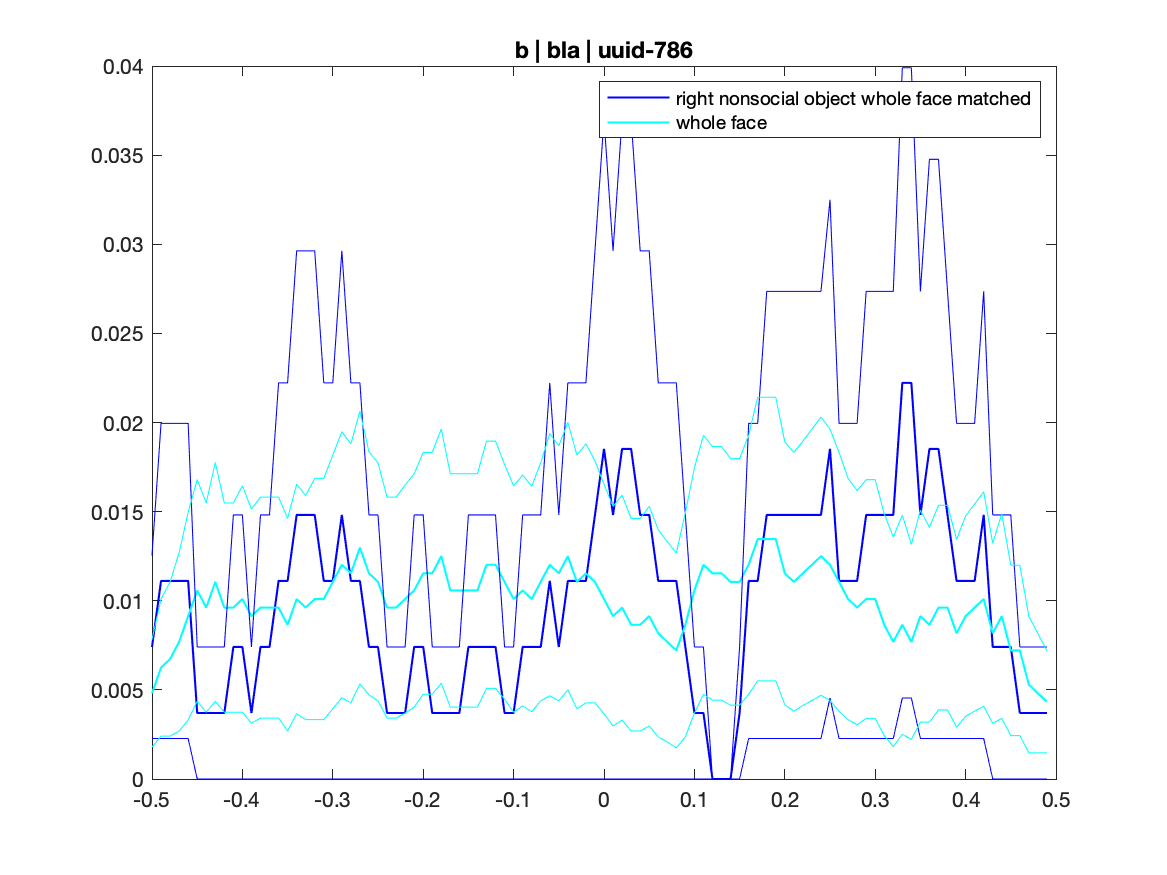 b | bla | uuid-786
0.04
0.035
0.03
0.025
0.02
0.015
0.01
0.005
0
right nonsocial object whole face matched
whole face
-0.5 -0.4 -0.3 -0.2 -0.1 0 0.1 0.2 0.3 0.4 0.5